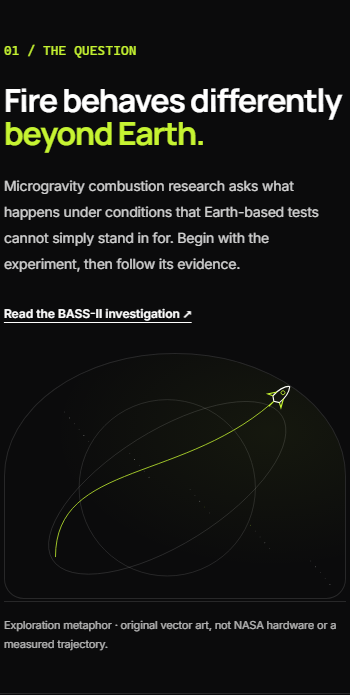 01 / THE QUESTION
Fire behaves differently
beyond Earth.
Microgravity combustion research asks what
happens under conditions that Earth-based tests
cannot simply stand in for. Begin with the
experiment, then follow its evidence.
Read the BASS-II investigation ↗
Exploration metaphor · original vector art, not NASA hardware or a
measured trajectory.